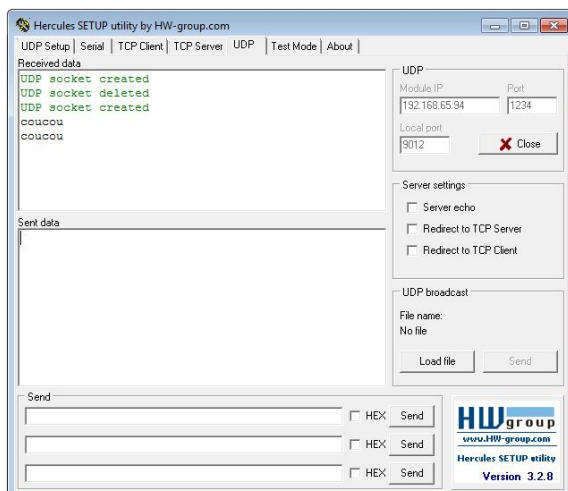 Hercules SETUP utility by HW-group.com
UDP Setup Serial TCP Client TCP Server UDP Test Mode About
Received data
UDP socket created
UDP socket deleted
UDP socket created
coucou
coucou
Sent data
UDP
Module IP Port
192.168.65.94 1234
Local port
9012 Close
Server settings
Server echo
Redirect to TCP Server
Redirect to TCP Client
UDP broadcast
File name:
No file
Load file Send
Send
HEX Send
HEX Send
HEX Send
HW group
www.HW-group.com
Hercules SETUP utility
Version 3.2.8